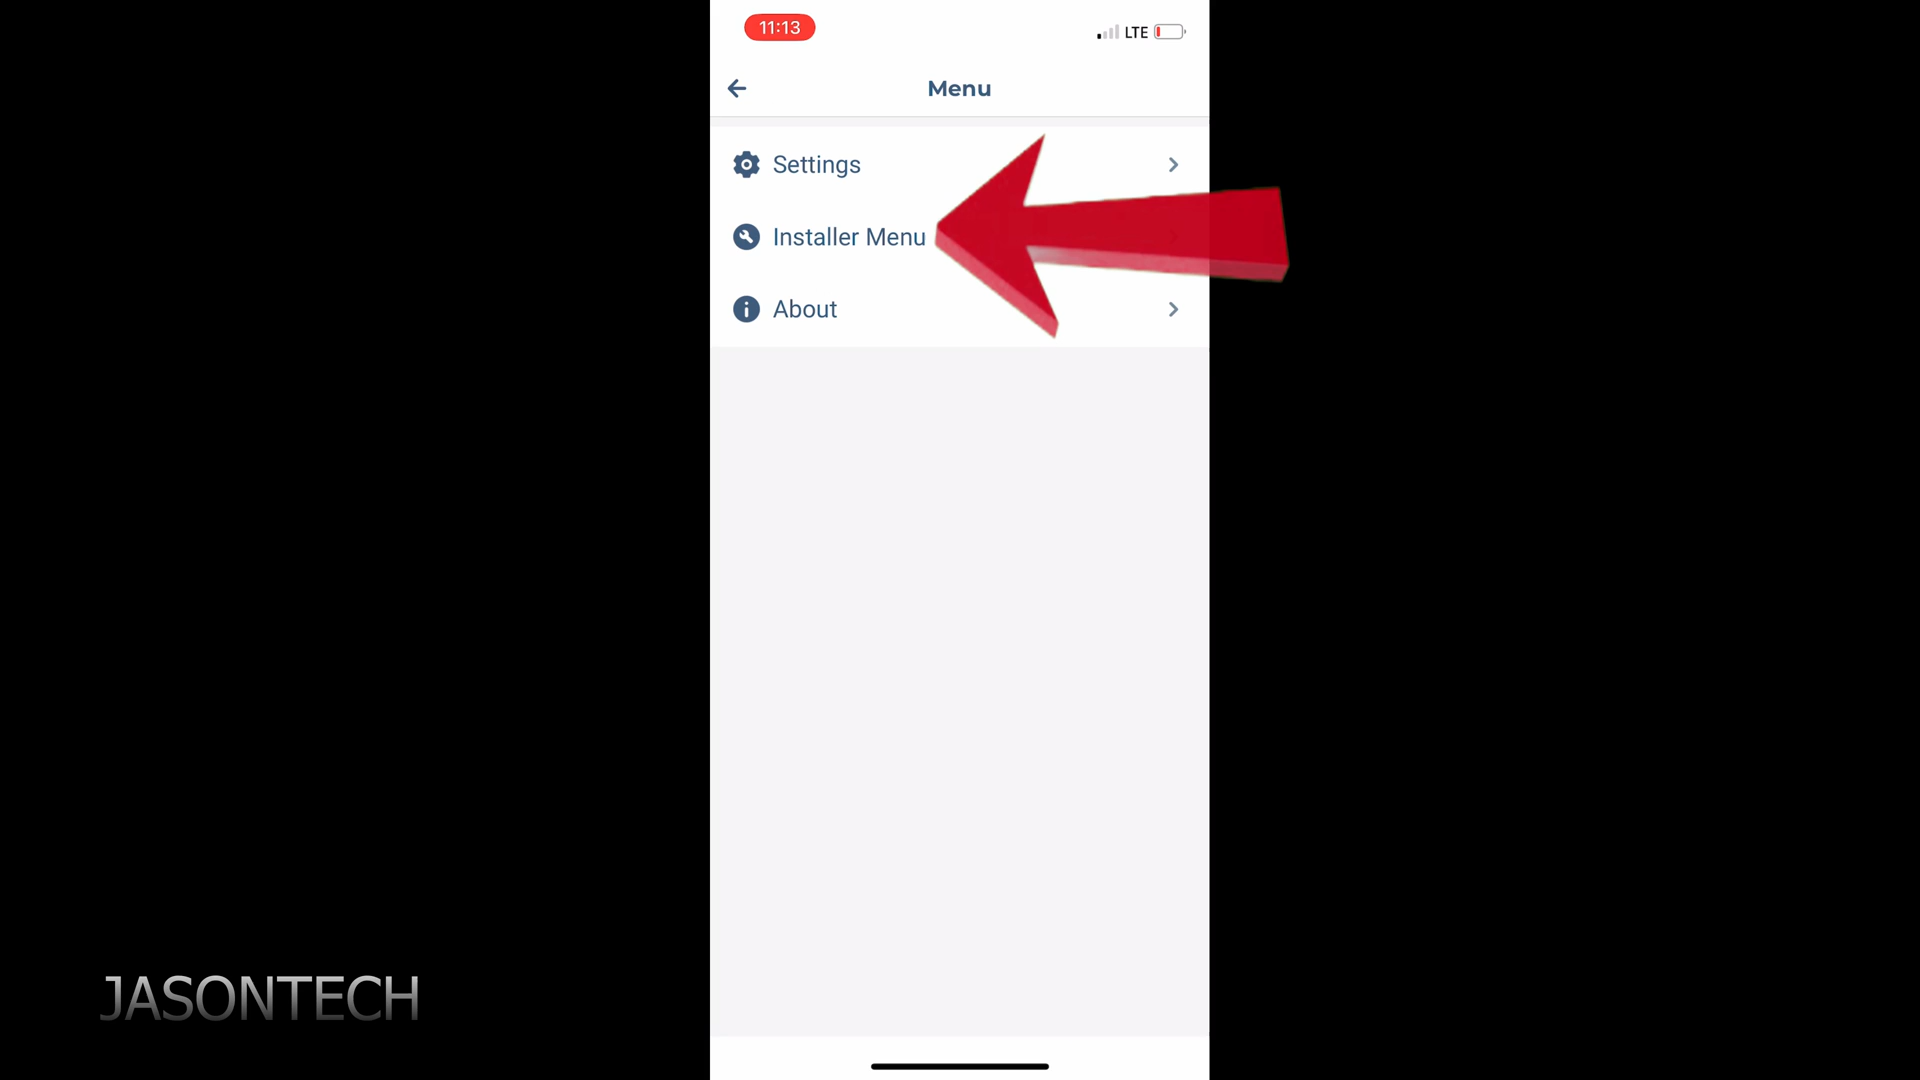 11:13
LTE
Menu
Settings
Installer Menu
About
JASONTECH